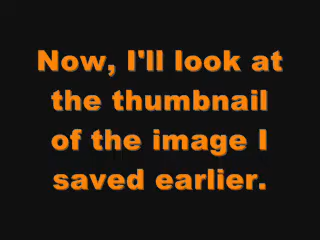 Now, I'll look at
the thumbnail
of the image I
saved earlier.